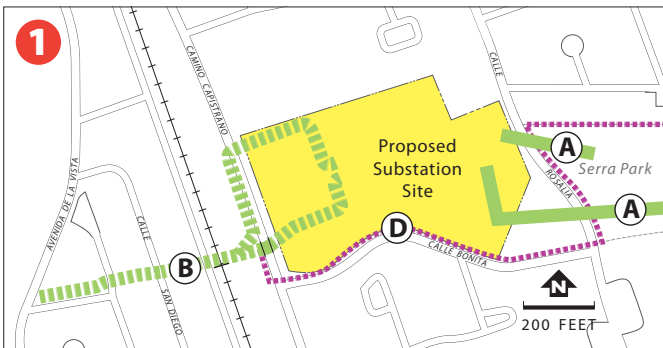 1
CAMINO CAPISTRANO
CALLE
ROSALIA
Proposed
Substation
Site
A
Serra Park
A
AVENIDA DE LA VISTA
CALLE
SAN DIEGO
B
D
CALLE BONITA
N
200 FEET